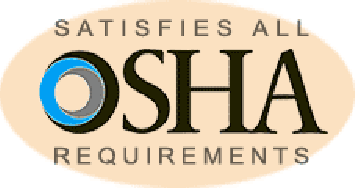 SATISFIES ALL
OSHA
REQUIREMENTS